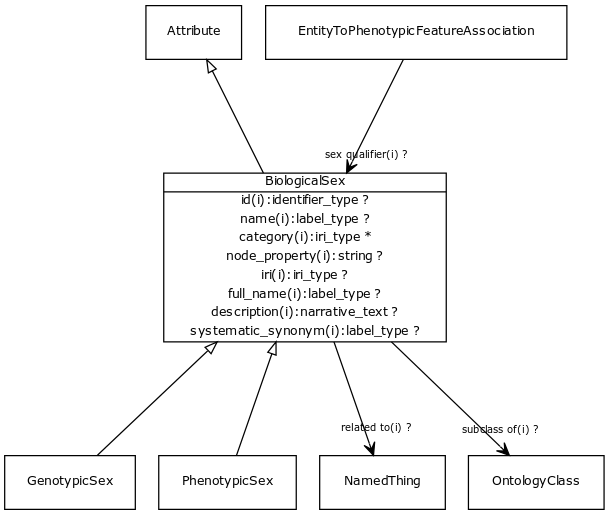 Attribute
EntityToPhenotypicFeatureAssociation
sex qualifier(i) ?
BiologicalSex
id(i):identifier_type ?
name(i):label_type ?
category(i):iri_type *
node_property(i):string ?
iri(i):iri_type ?
full_name(i):label_type ?
description(i):narrative_text ?
systematic_synonym(i):label_type ?
related to(i) ?
subclass of(i) ?
GenotypicSex
PhenotypicSex
NamedThing
OntologyClass